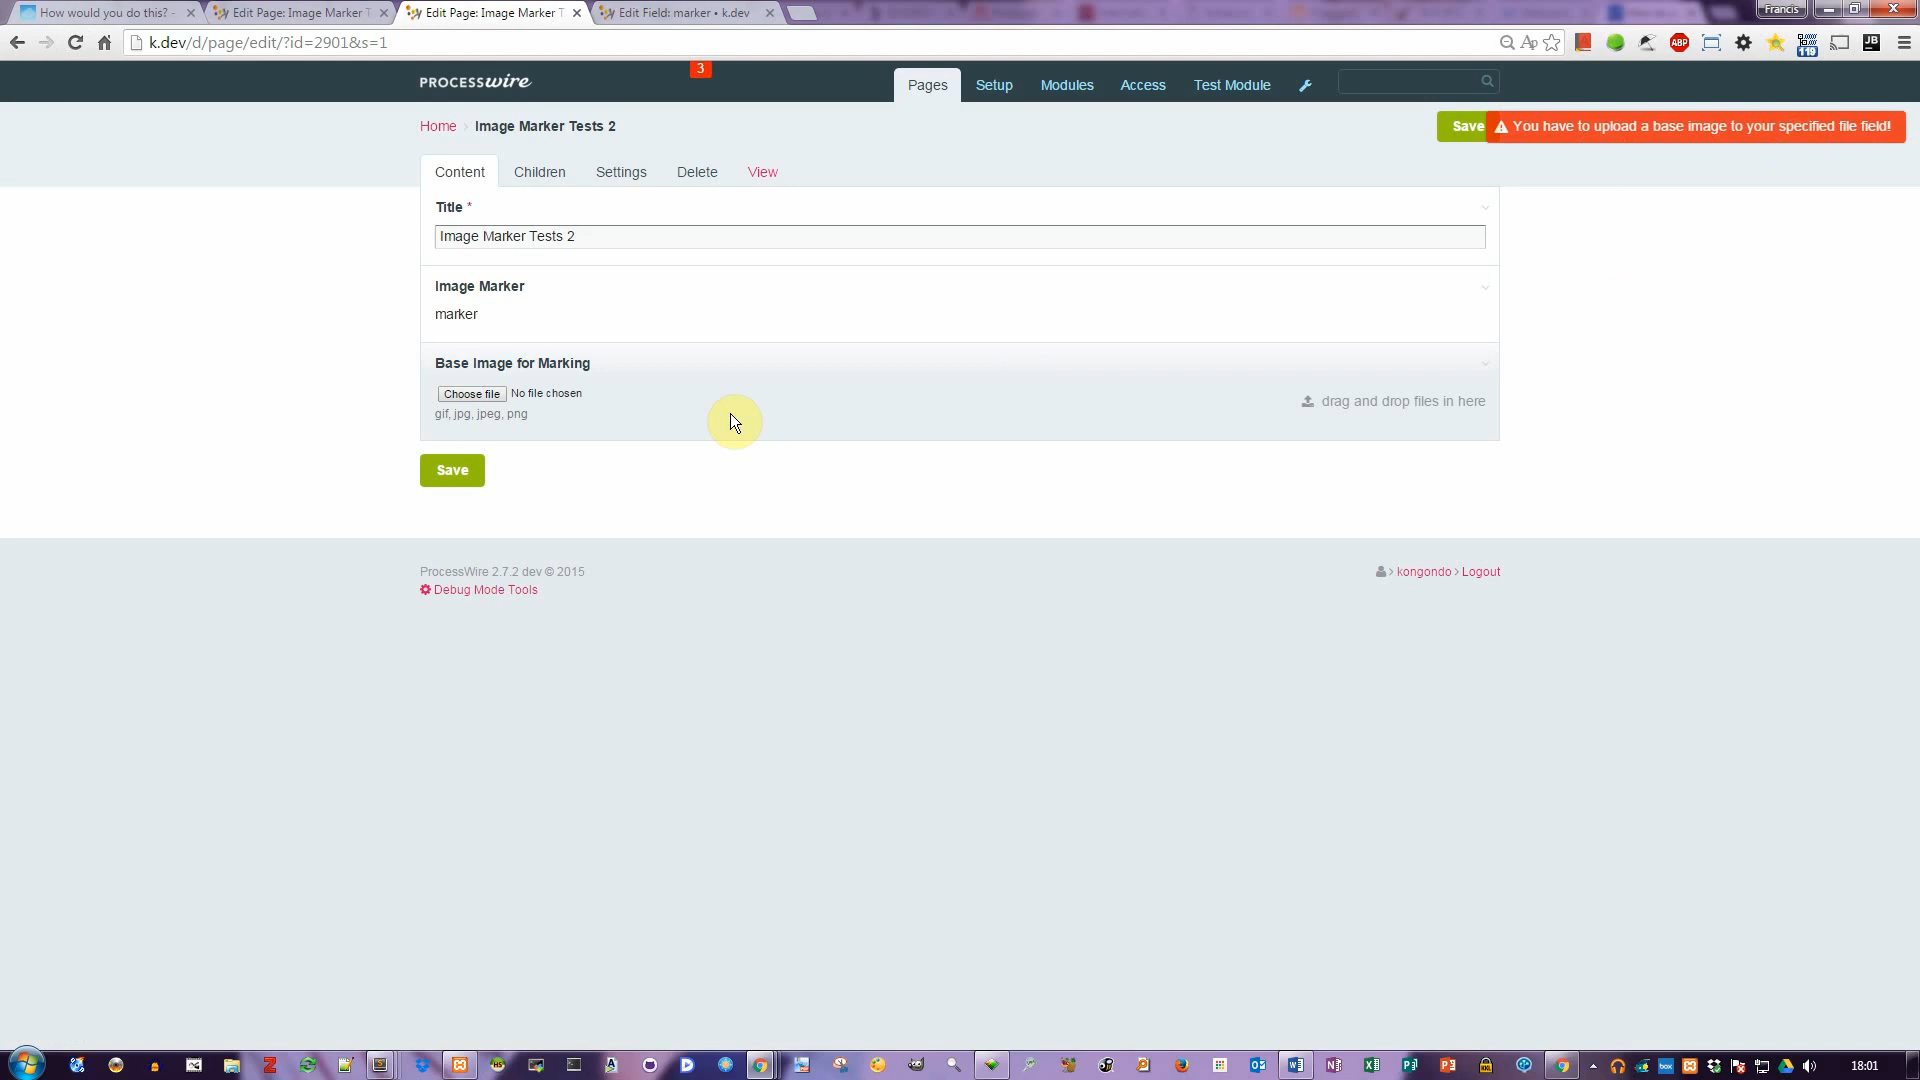 How would you do this? -
Edit Page: Image Marker T
Edit Page: Image Marker T
Edit Field: marker • k.dev
Francis
k.dev/d/page/edit/?id=2901&s=1
ABP
119
JB
PROCESSwire
3
Pages
Setup
Modules
Access
Test Module
Home
Image Marker Tests 2
Save
You have to upload a base image to your specified file field!
Content
Children
Settings
Delete
View
Title *
Image Marker Tests 2
Image Marker
marker
Base Image for Marking
Choose file
No file chosen
drag and drop files in here
gif, jpg, jpeg, png
Save
ProcessWire 2.7.2 dev © 2015
kongondo
Logout
Debug Mode Tools
18:01